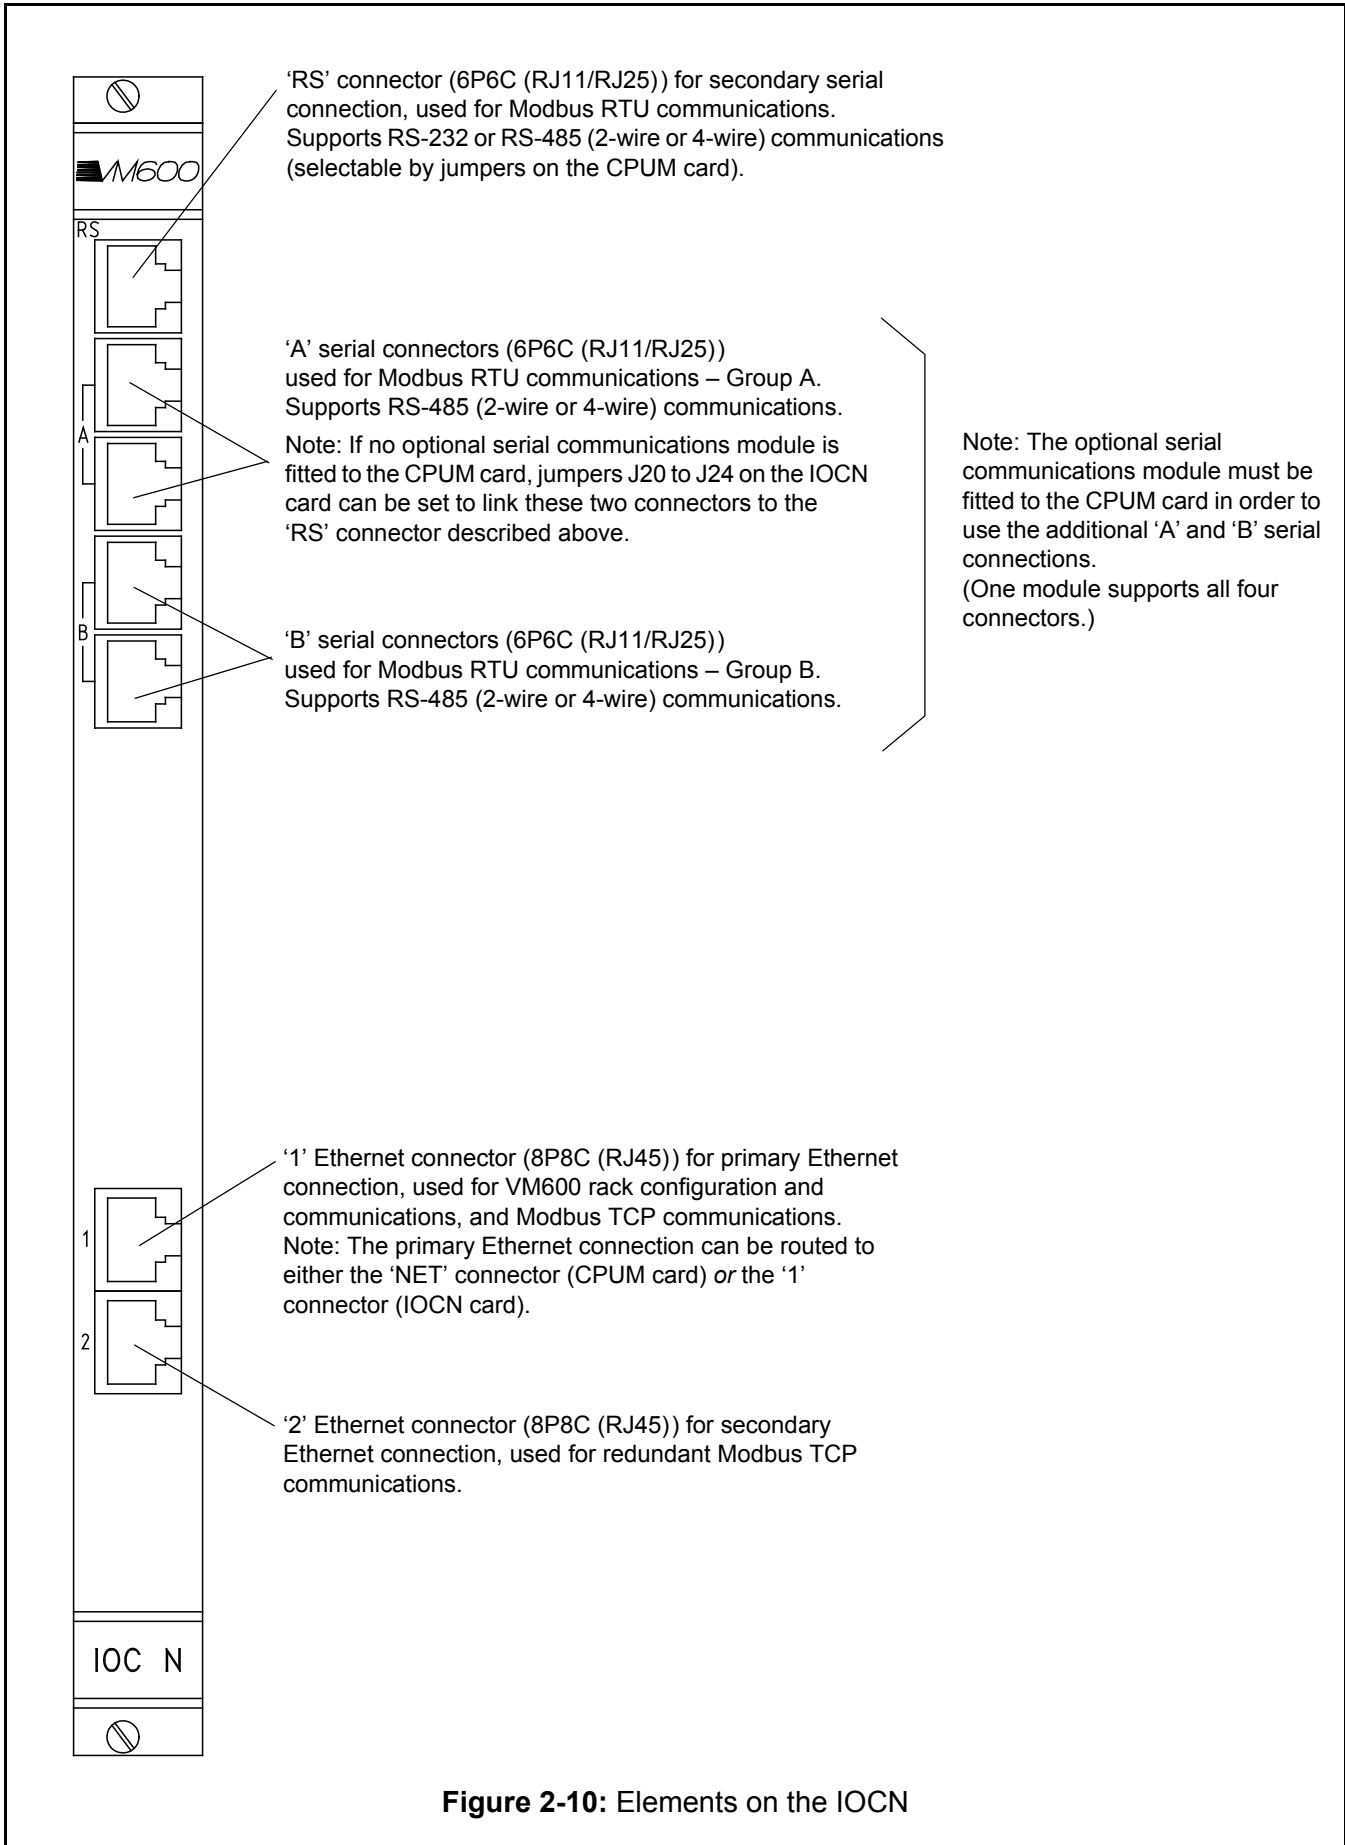 ‘RS’ connector (6P6C (RJ11/RJ25)) for secondary serial
connection, used for Modbus RTU communications.
Supports RS-232 or RS-485 (2-wire or 4-wire) communications
(selectable by jumpers on the CPUM card).
VM600
RS
‘A’ serial connectors (6P6C (RJ11/RJ25))
used for Modbus RTU communications – Group A.
Supports RS-485 (2-wire or 4-wire) communications.
A
Note: If no optional serial communications module is
fitted to the CPUM card, jumpers J20 to J24 on the IOCN
card can be set to link these two connectors to the
‘RS’ connector described above.
Note: The optional serial
communications module must be
fitted to the CPUM card in order to
use the additional ‘A’ and ‘B’ serial
connections.
(One module supports all four
connectors.)
B
‘B’ serial connectors (6P6C (RJ11/RJ25))
used for Modbus RTU communications – Group B.
Supports RS-485 (2-wire or 4-wire) communications.
‘1’ Ethernet connector (8P8C (RJ45)) for primary Ethernet
connection, used for VM600 rack configuration and
communications, and Modbus TCP communications.
Note: The primary Ethernet connection can be routed to
either the ‘NET’ connector (CPUM card) or the ‘1’
connector (IOCN card).
1
2
‘2’ Ethernet connector (8P8C (RJ45)) for secondary
Ethernet connection, used for redundant Modbus TCP
communications.
IOC N
Figure 2-10: Elements on the IOCN